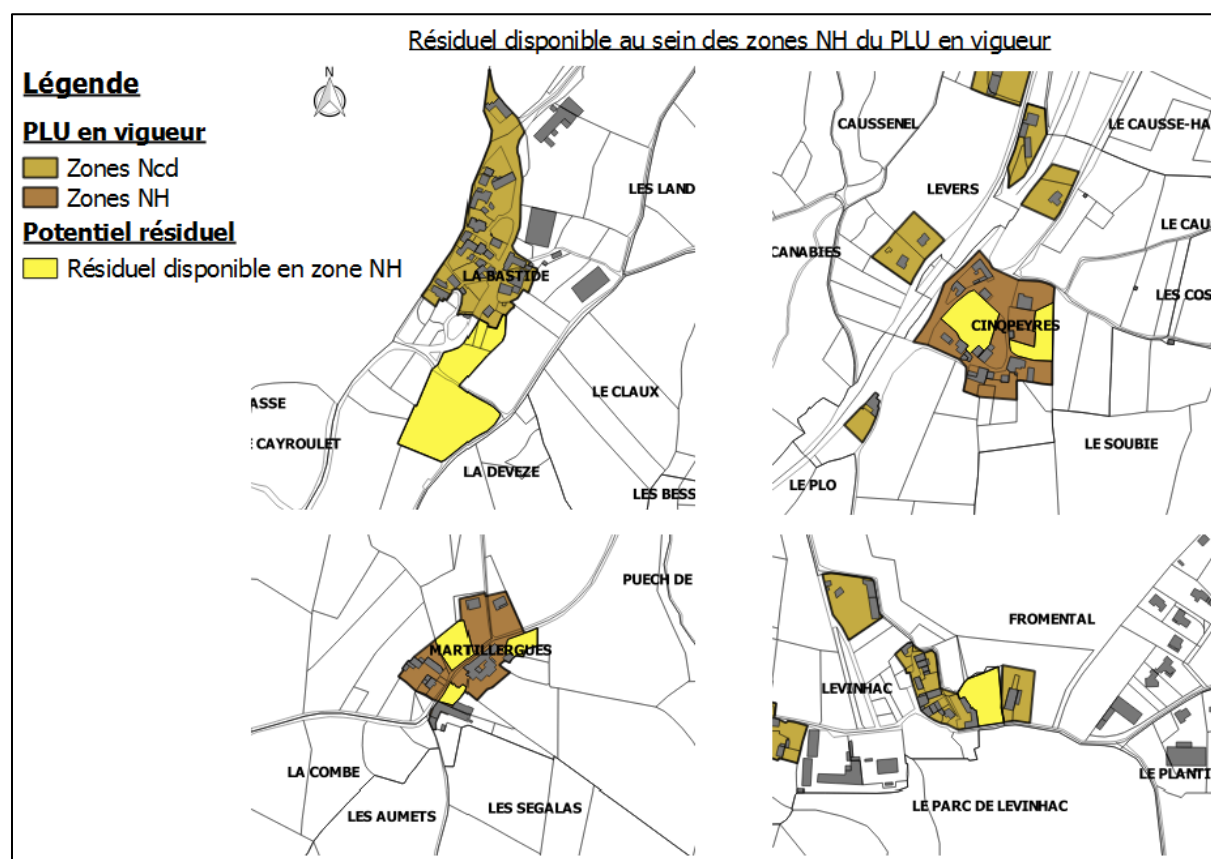 Résiduel disponible au sein des zones NH du PLU en vigueur
Légende
N
PLU en vigueur
Zones Ncd
Zones NH
Potentiel résiduel
Résiduel disponible en zone NH
LES LAND
LA BASTIDE
LE CLAUX
ASSE
E CAYROULET
LA DEVEZE
LES BESS
CAUSSENEL
LE CAUSSE-HA
LEVERS
LE CAU
CANABIES
LES COS
CINQPEYRES
LE SOUBIE
LE PLO
PUECH DE
MARTILLERGUES
LA COMBE
LES AUMETS
LES SEGALAS
FROMENTAL
LEVINHAC
LE PLANTI
LE PARC DE LEVINHAC